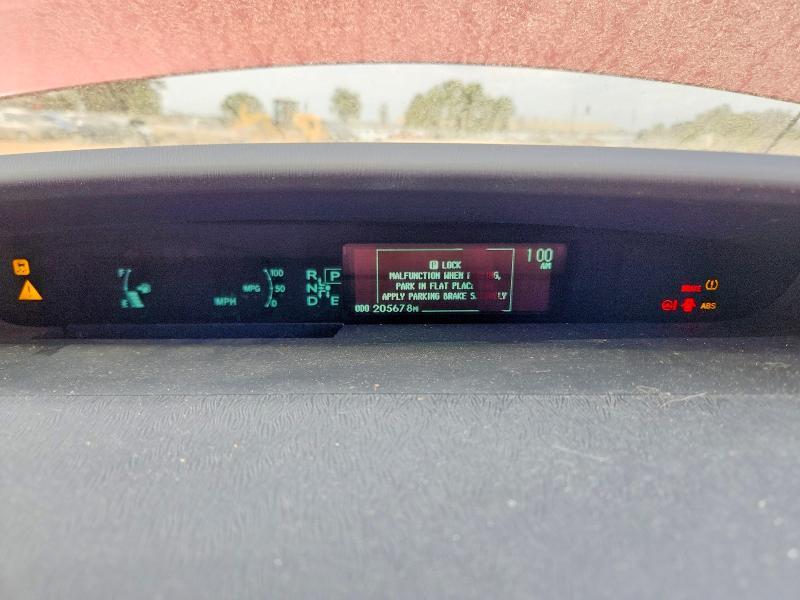 1:00
AM
P LOCK
MALFUNCTION WHEN
PARK IN FLAT
APPLY PARKING BRAKE
ODO 205678 MI
F
R P
N
D E
100
MPG 50
0
MPH
BRAKE
ABS